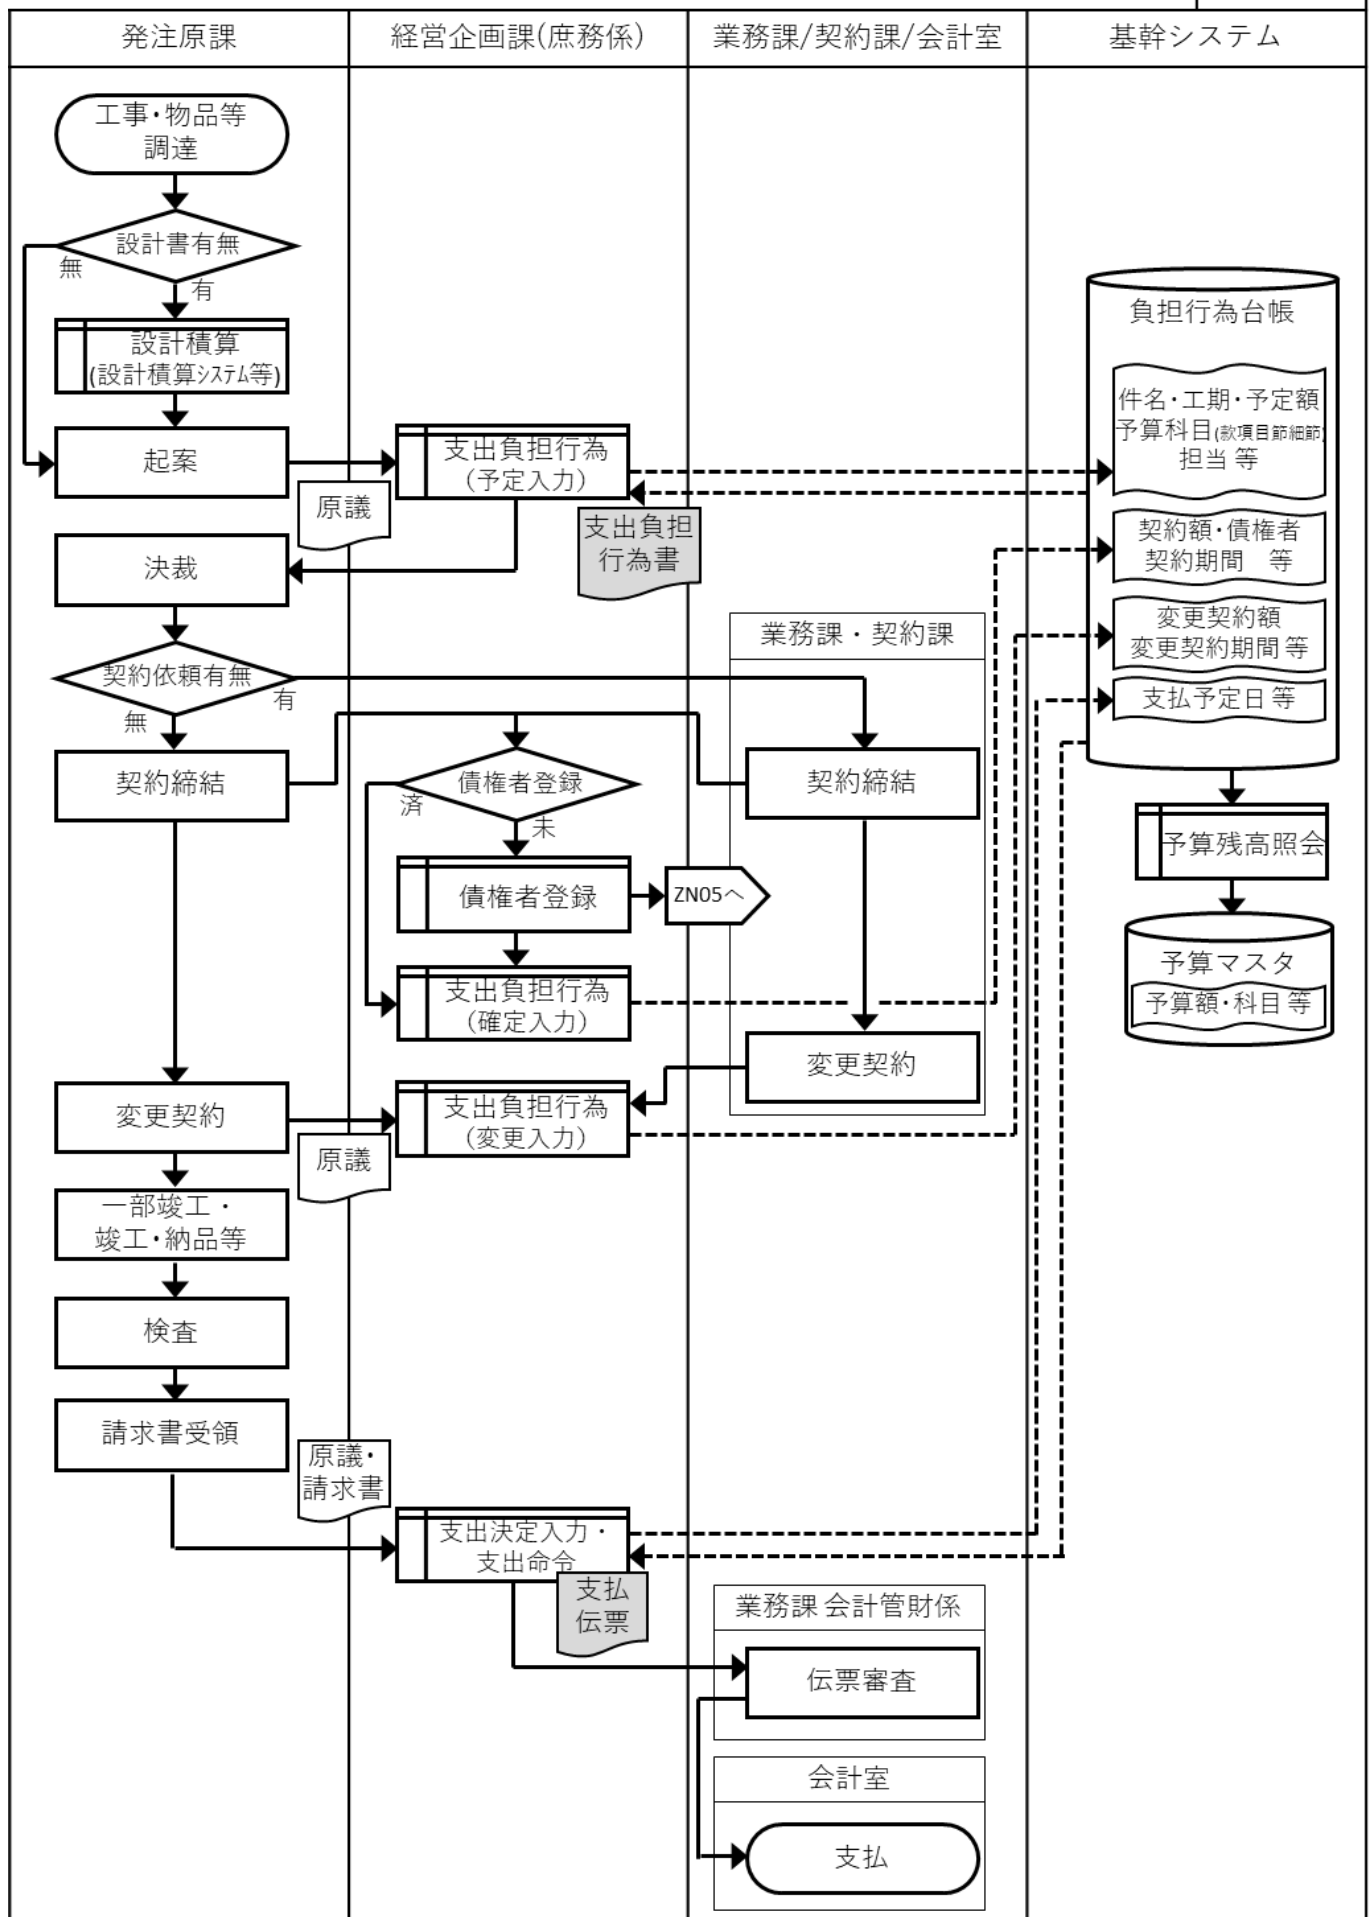 発注原課
経営企画課(庶務係)
業務課/契約課/会計室
基幹システム
工事・物品等
調達
設計書有無
無
有
設計積算
(設計積算ｼｽﾃﾑ等)
起案
原議
支出負担行為
（予定入力）
支出負担
行為書
決裁
契約依頼有無
有
無
契約締結
債権者登録
済
未
債権者登録
ZN05へ
支出負担行為
（確定入力）
業務課・契約課
契約締結
変更契約
変更契約
原議
支出負担行為
（変更入力）
一部竣工・
竣工・納品等
検査
請求書受領
原議・
請求書
支出決定入力・
支出命令
支払
伝票
業務課 会計管財係
伝票審査
会計室
支払
負担行為台帳
件名・工期・予定額
予算科目(款項目節細節)
担当 等
契約額・債権者
契約期間　等
変更契約額
変更契約期間 等
支払予定日 等
予算残高照会
予算マスタ
予算額・科目 等